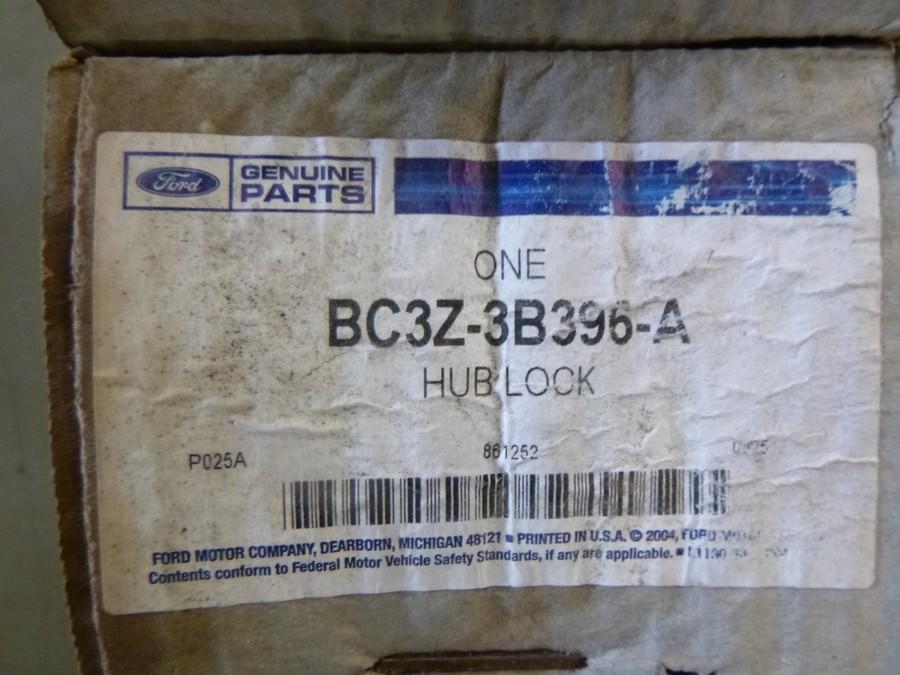 Ford GENUINE
PARTS
ONE
BC3Z-3B396-A
HUB LOCK
P025A 861252
FORD MOTOR COMPANY, DEARBORN, MICHIGAN 48121 ■ PRINTED IN U.S.A. © 2004, FORD
Contents conform to Federal Motor Vehicle Safety Standards, if any are applicable. ■